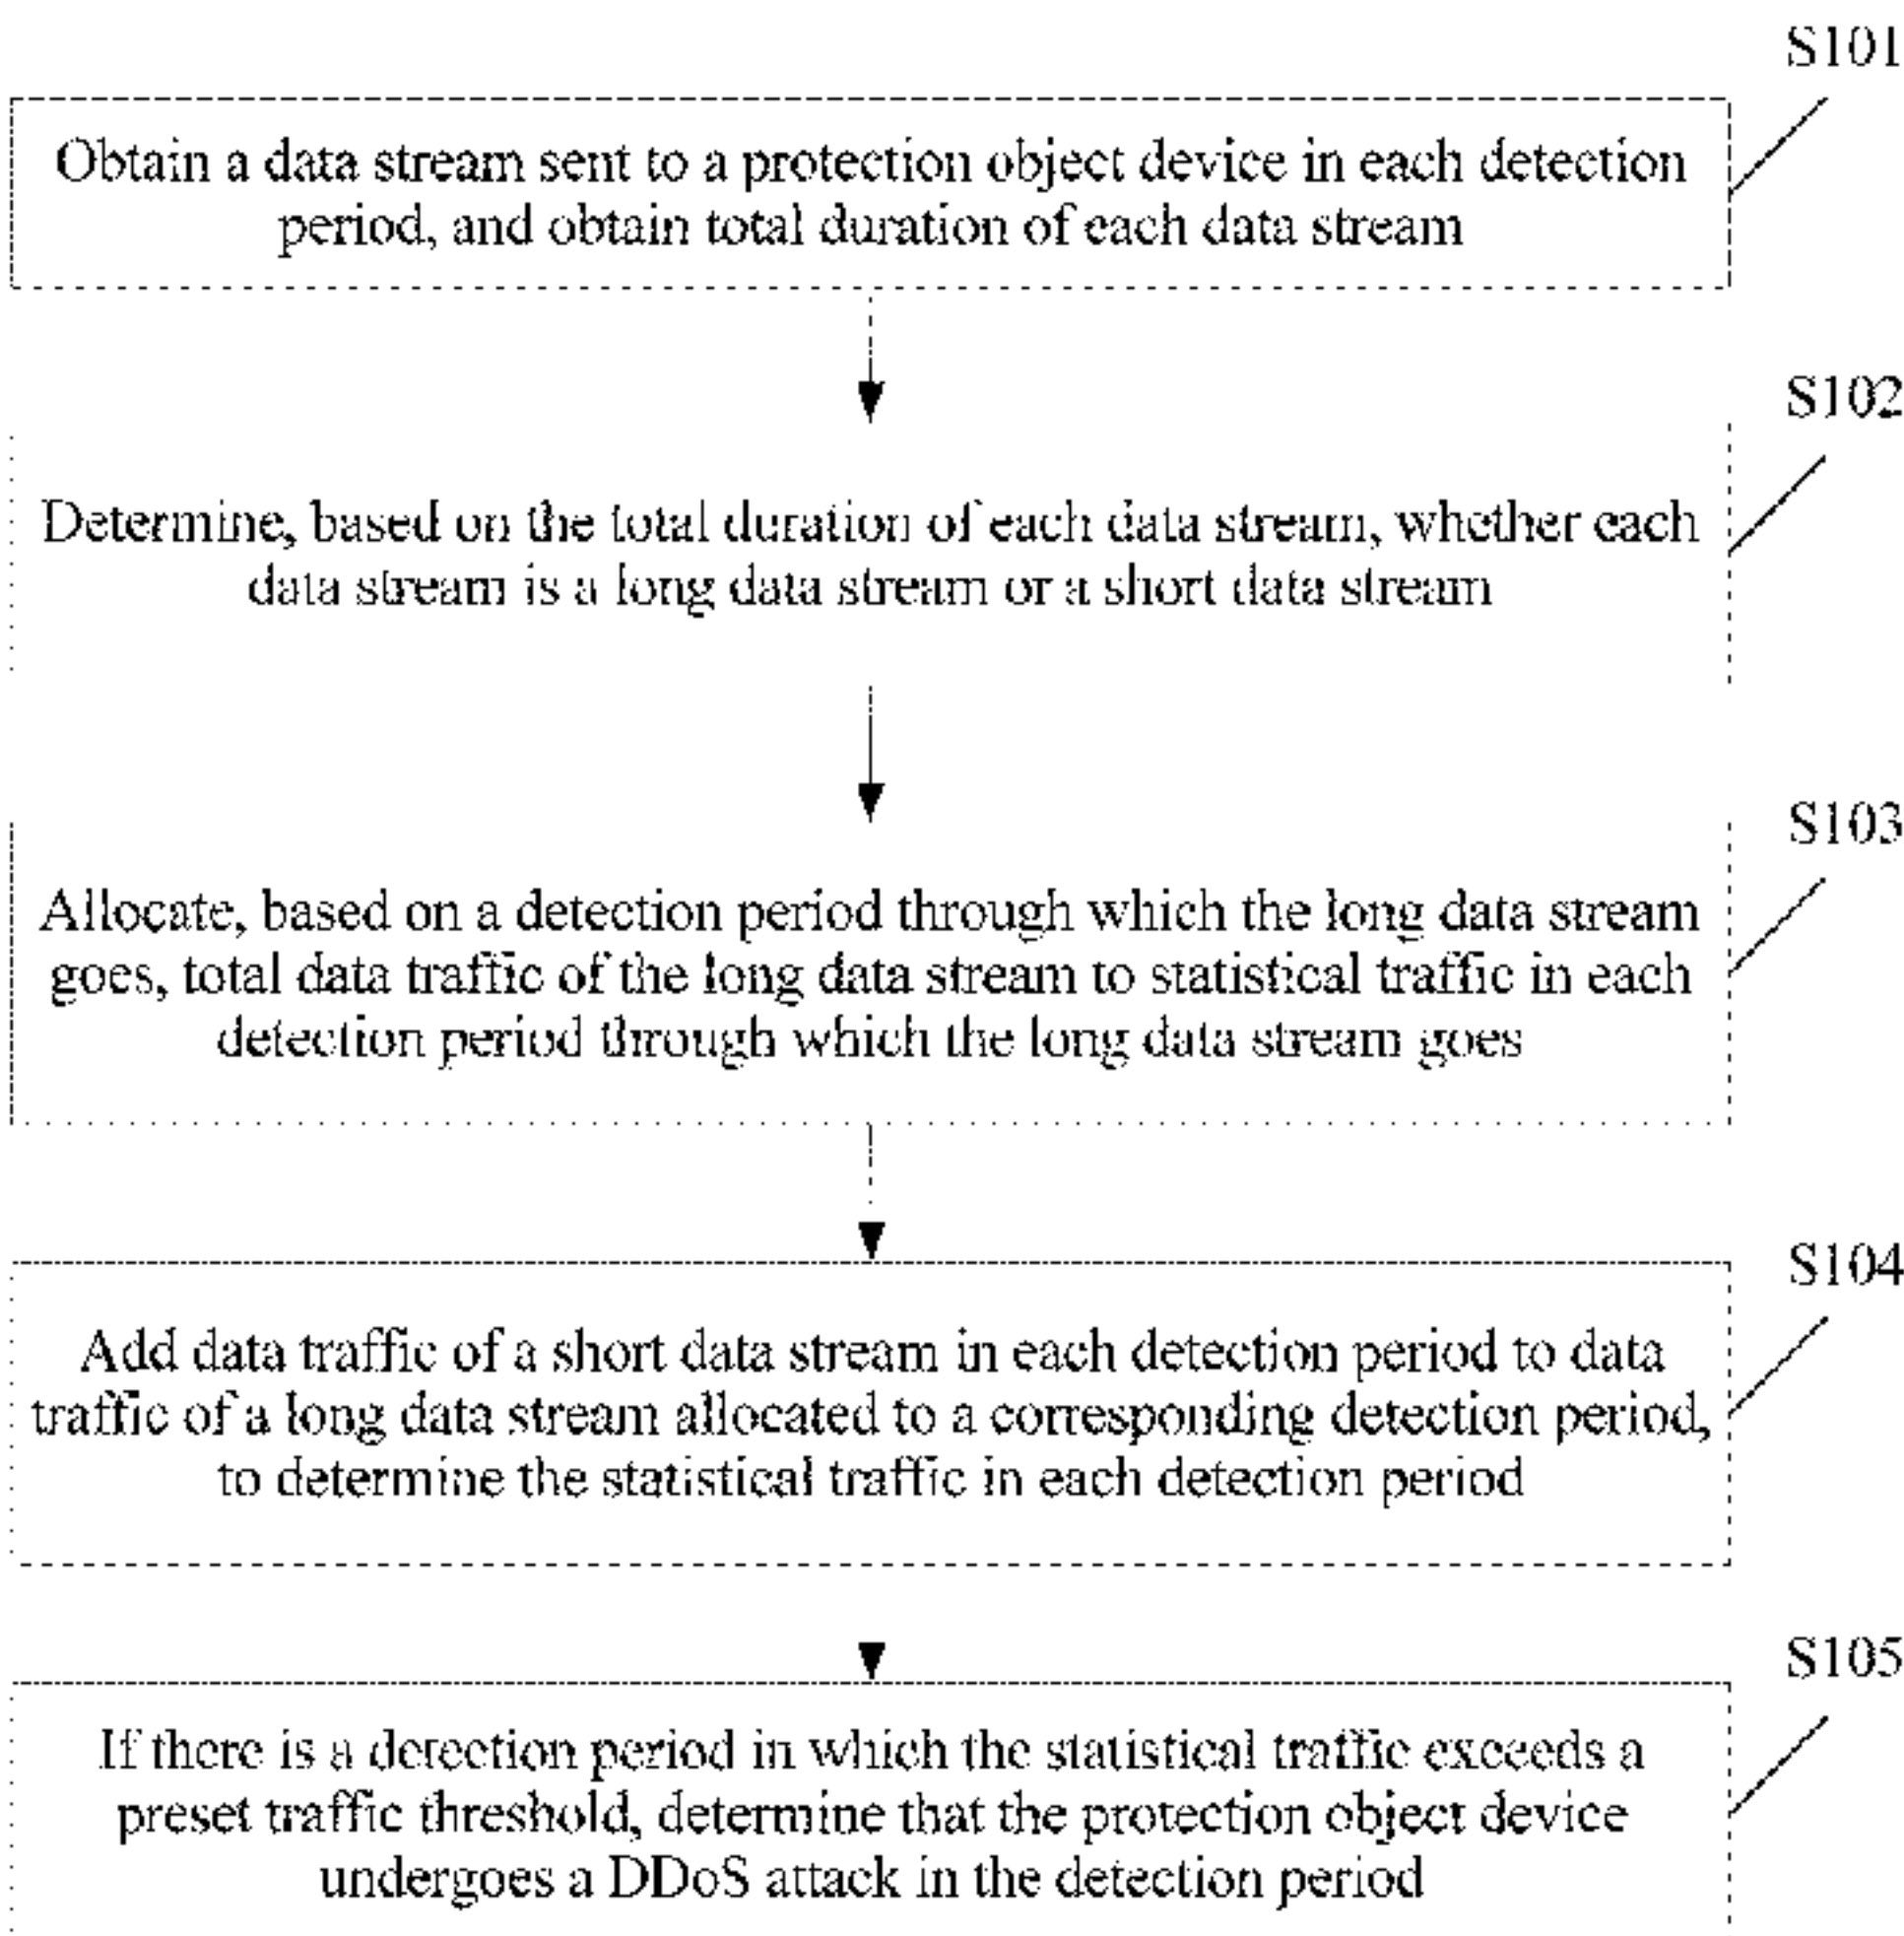 S101
Obtain a data stream sent to a protection object device in each detection
period, and obtain total duration of each data stream
S102
Determine, based on the total duration of each data stream, whether each
data stream is a long data stream or a short data stream
S103
Allocate, based on a detection period through which the long data stream
goes, total data traffic of the long data stream to statistical traffic in each
detection period through which the long data stream goes
S104
Add data traffic of a short data stream in each detection period to data
traffic of a long data stream allocated to a corresponding detection period,
to determine the statistical traffic in each detection period
S105
If there is a detection period in which the statistical traffic exceeds a
preset traffic threshold, determine that the protection object device
undergoes a DDoS attack in the detection period